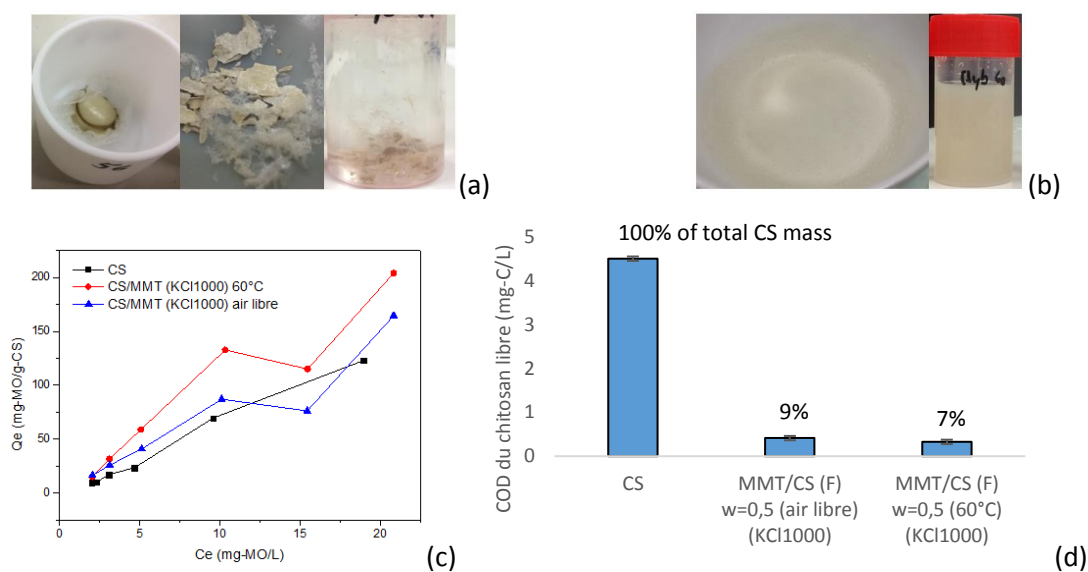 (a)
(b)
CS
CS/MMT (KCl1000) 60°C
CS/MMT (KCl1000) air libre
Qe (mg-MO/g-CS)
200
150
100
50
0
0
5
10
15
20
Ce (mg-MO/L)
(c)
100% of total CS mass
COD du chitosan libre (mg-C/L)
5
4
3
2
1
0
9%
7%
CS
MMT/CS (F)
w=0,5 (air libre)
(KCl1000)
MMT/CS (F)
w=0,5 (60°C)
(KCl1000)
(d)